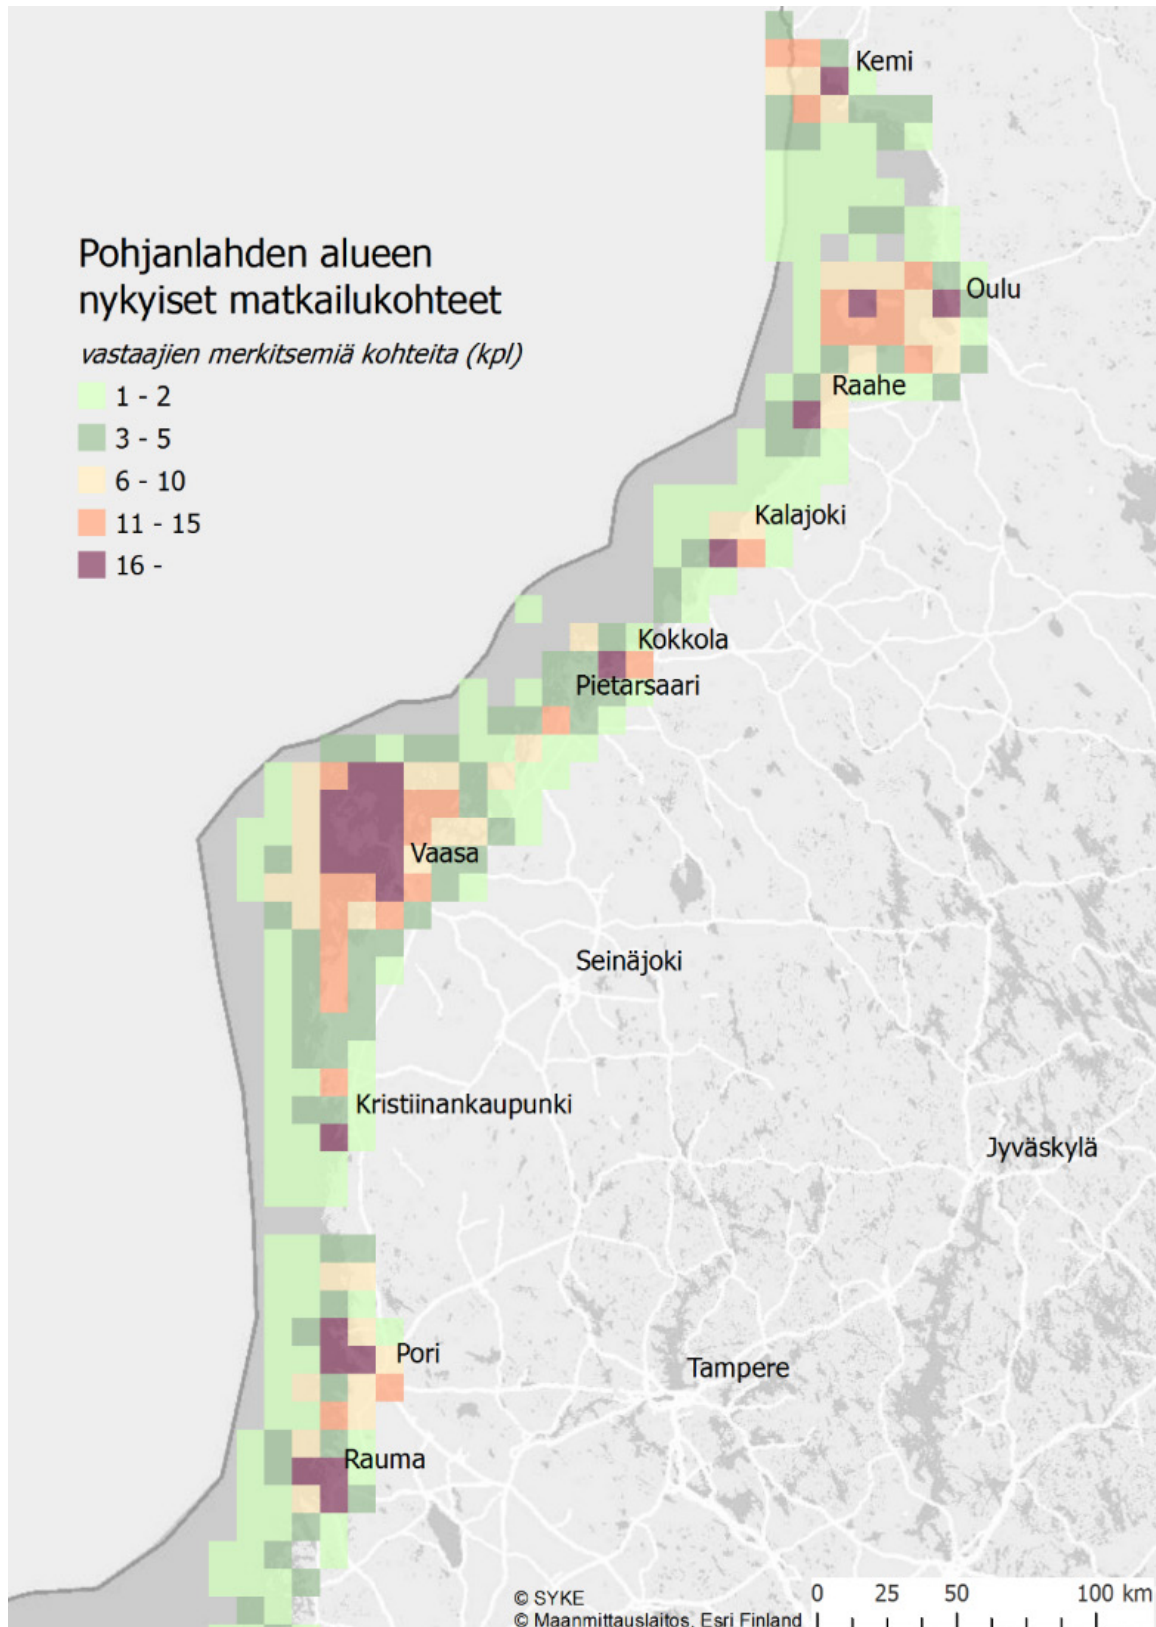 Kemi
Pohjanlahden alueen
nykyiset matkailukohteet
vastaajien merkitsemiä kohteita (kpl)
1 - 2
3 - 5
6 - 10
11 - 15
16 -
Oulu
Raahe
Kalajoki
Kokkola
Pietarsaari
Vaasa
Seinäjoki
Kristiinankaupunki
Jyväskylä
Pori
Tampere
Rauma
© SYKE
© Maanmittauslaitos, Esri Finland
0 25 50 100 km